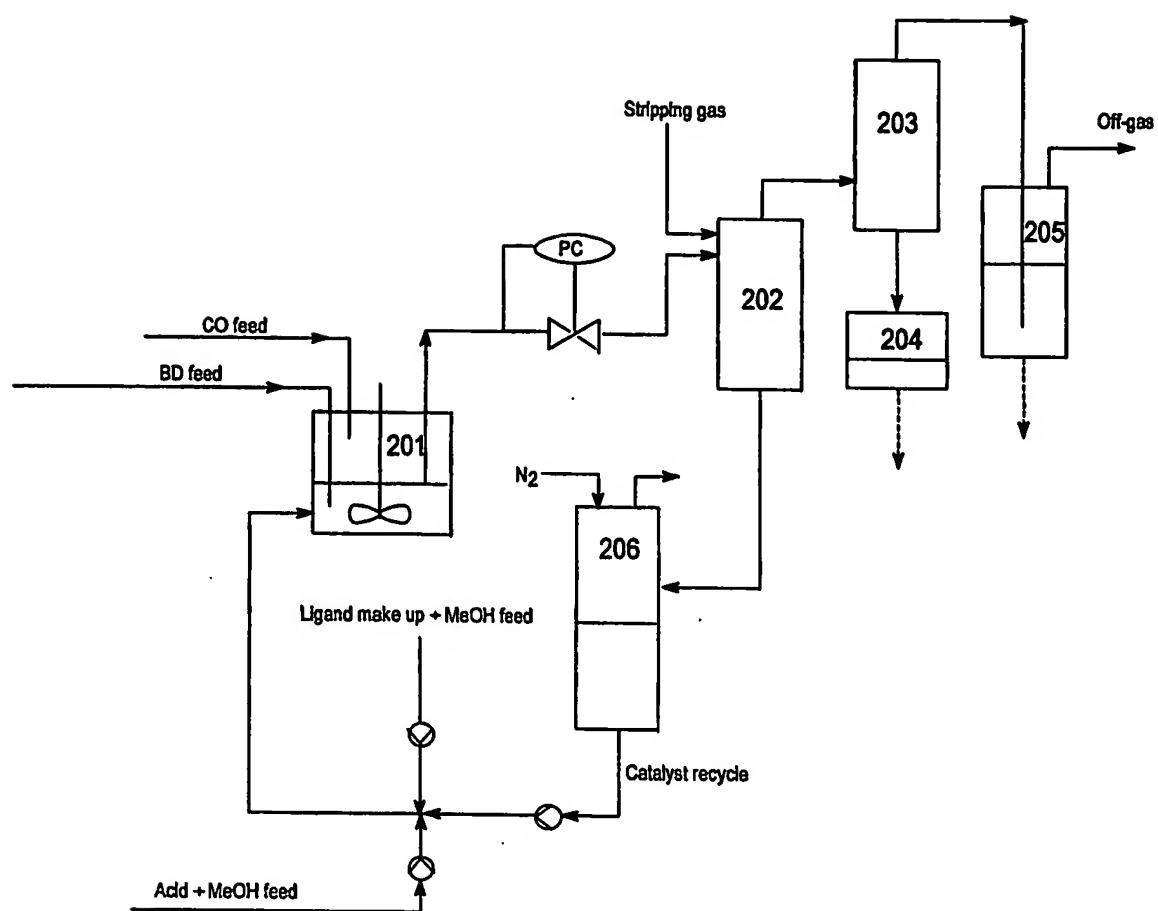 203
Stripping gas
Off-gas
205
PC
202
204
CO feed
BD feed
201
N2
206
Ligand make up + MeOH feed
Catalyst recycle
Acid + MeOH feed